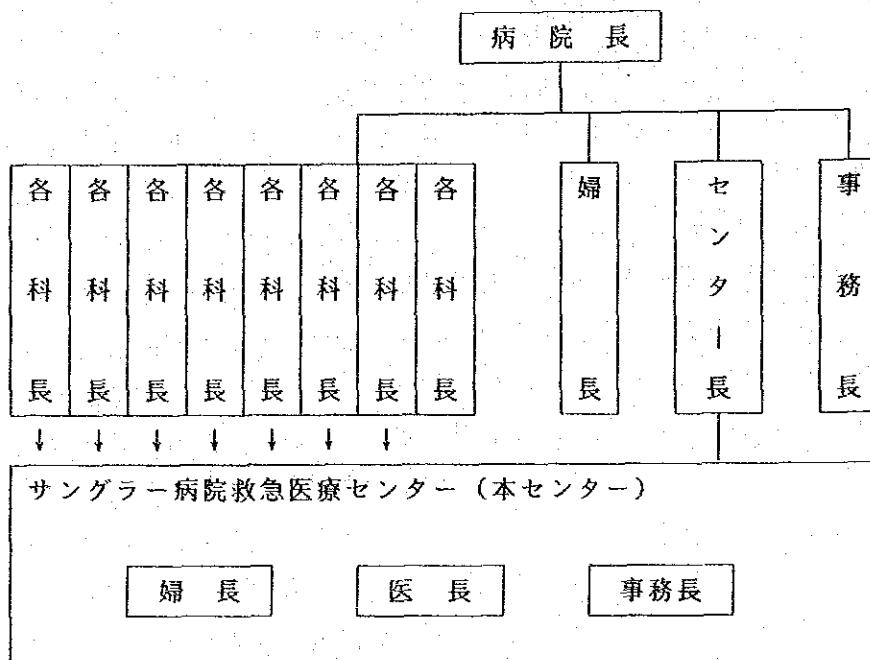 病院長
各科長
各科長
各科長
各科長
各科長
各科長
各科長
各科長
婦長
センター長
事務長
↓ ↓ ↓ ↓ ↓ ↓ ↓
サングラー病院救急医療センター(本センター)
婦長
医長
事務長